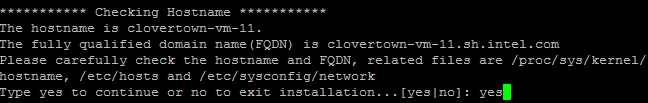 *********** Checking Hostname ***********
The hostname is clovertown-vm-11.
The fully qualified domain name(FQDN) is clovertown-vm-11.sh.intel.com
Please carefully check the hostname and FQDN, related files are /proc/sys/kernel/
hostname, /etc/hosts and /etc/sysconfig/network
Type yes to continue or no to exit installation...[yes|no]: yes